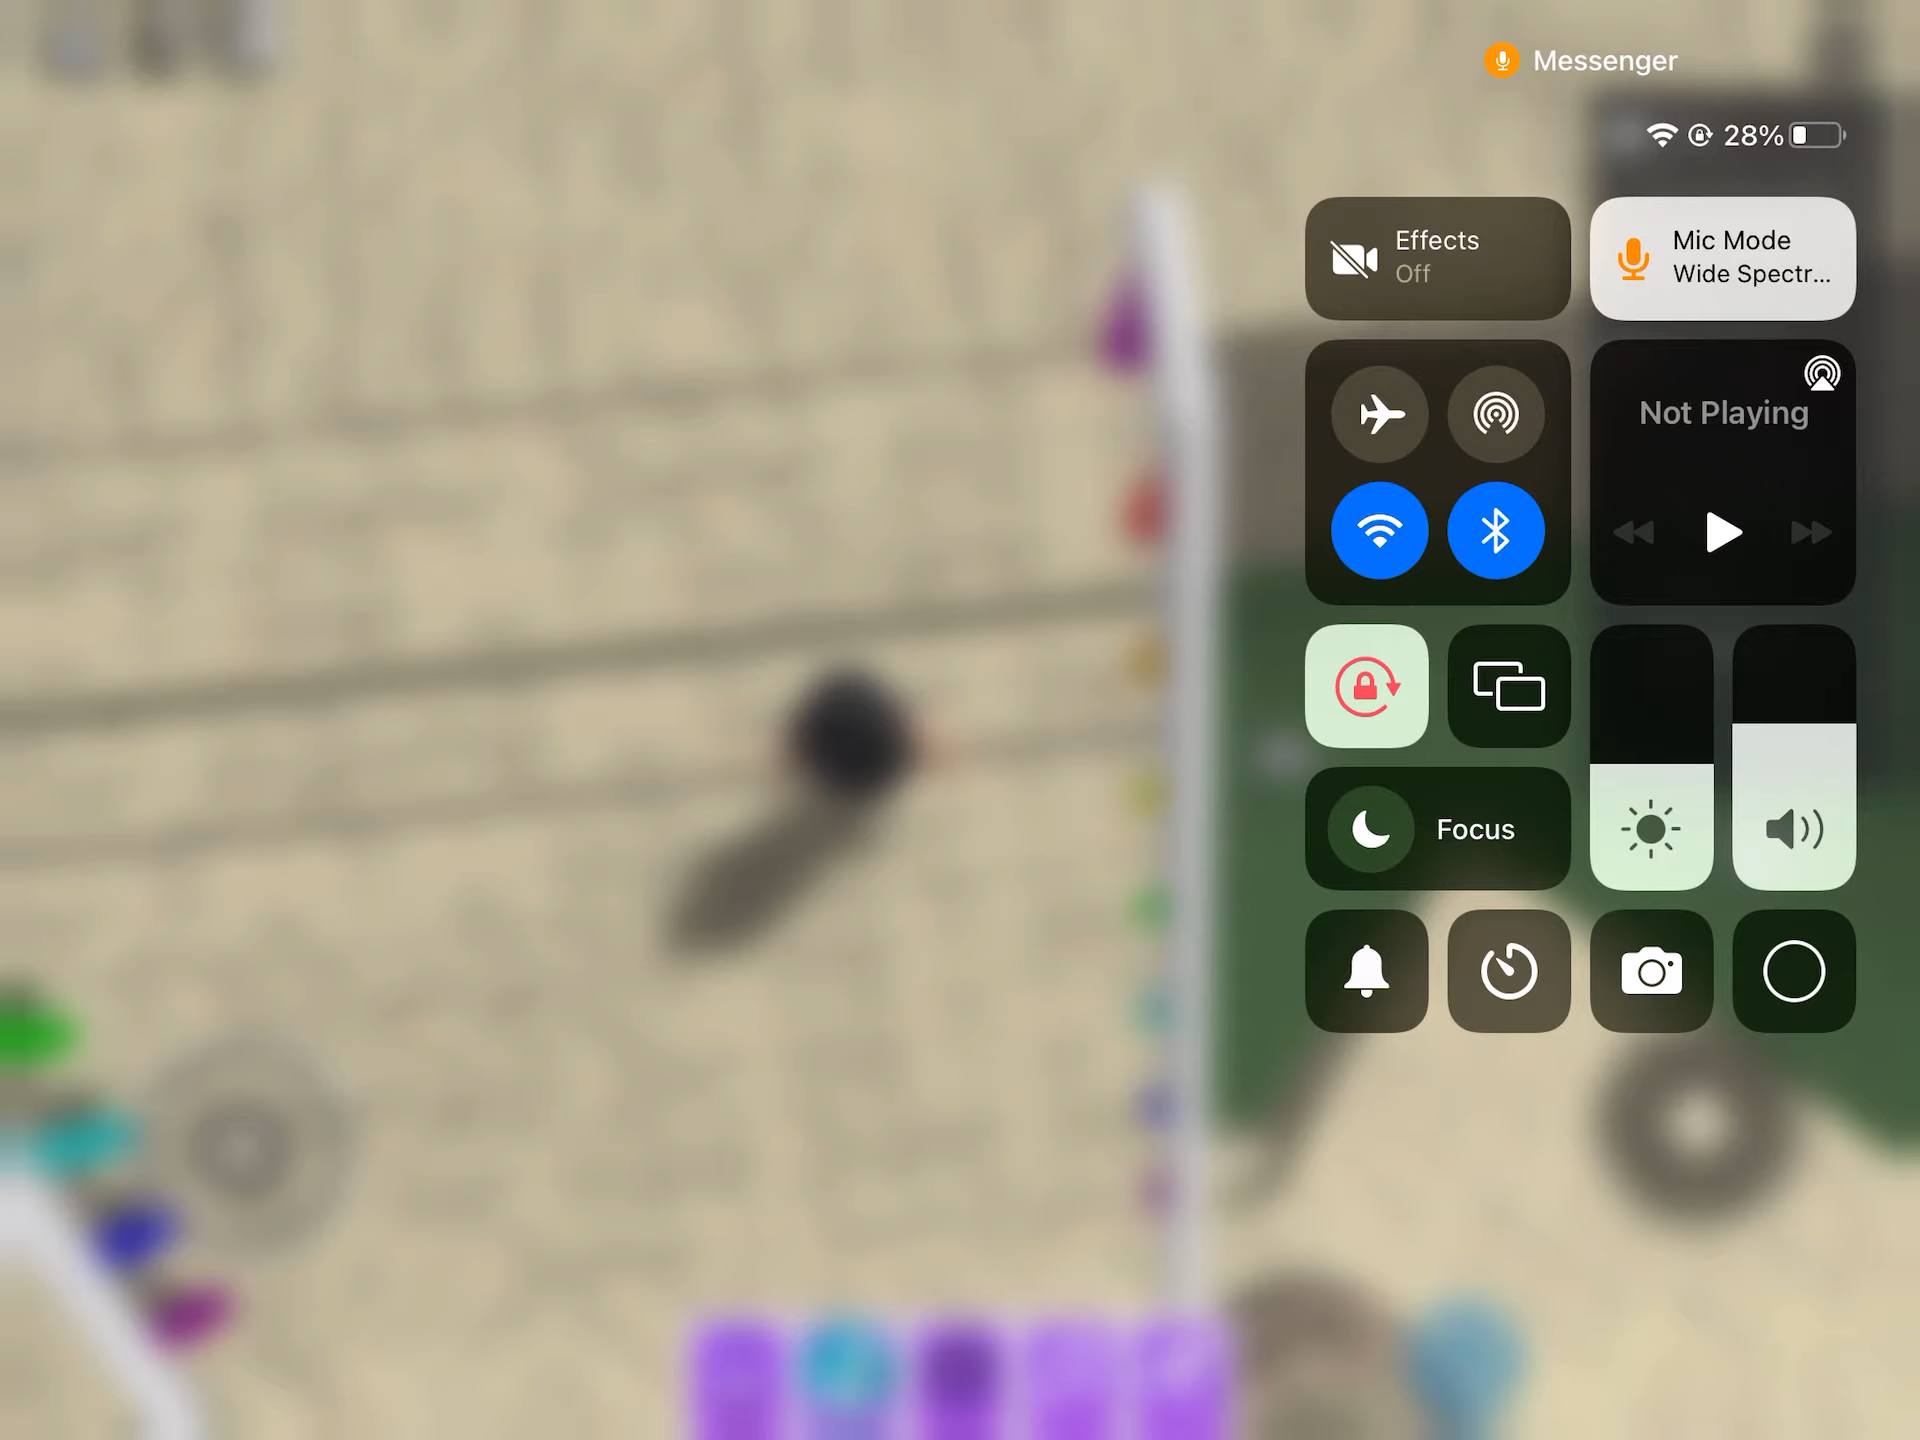 Messenger
28%
Effects
Off
Mic Mode
Wide Spectr...
Not Playing
Focus